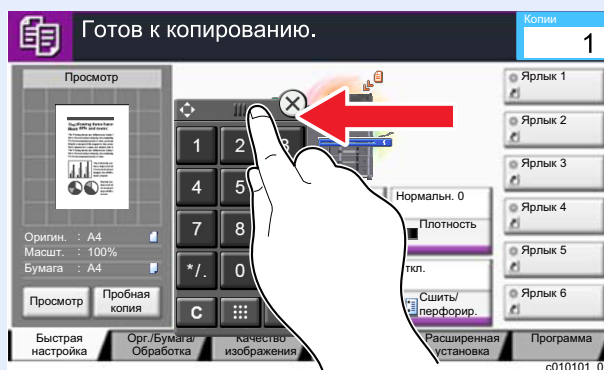 Готов к копированию.
Копии
1
Просмотр
Оригин. : A4
Масшт. : 100%
Бумага : A4
Просмотр
Пробная
копия
1 2 3
4 5
7 8
*/. 0
C
Нормальн. 0
Плотность
ткл.
Сшить/
перфорир.
Ярлык 1
Ярлык 2
Ярлык 3
Ярлык 4
Ярлык 5
Ярлык 6
Быстрая
настройка
Орг./Бумага/
Обработка
Качество
изображения
Расширенная
установка
Программа
c010101_0